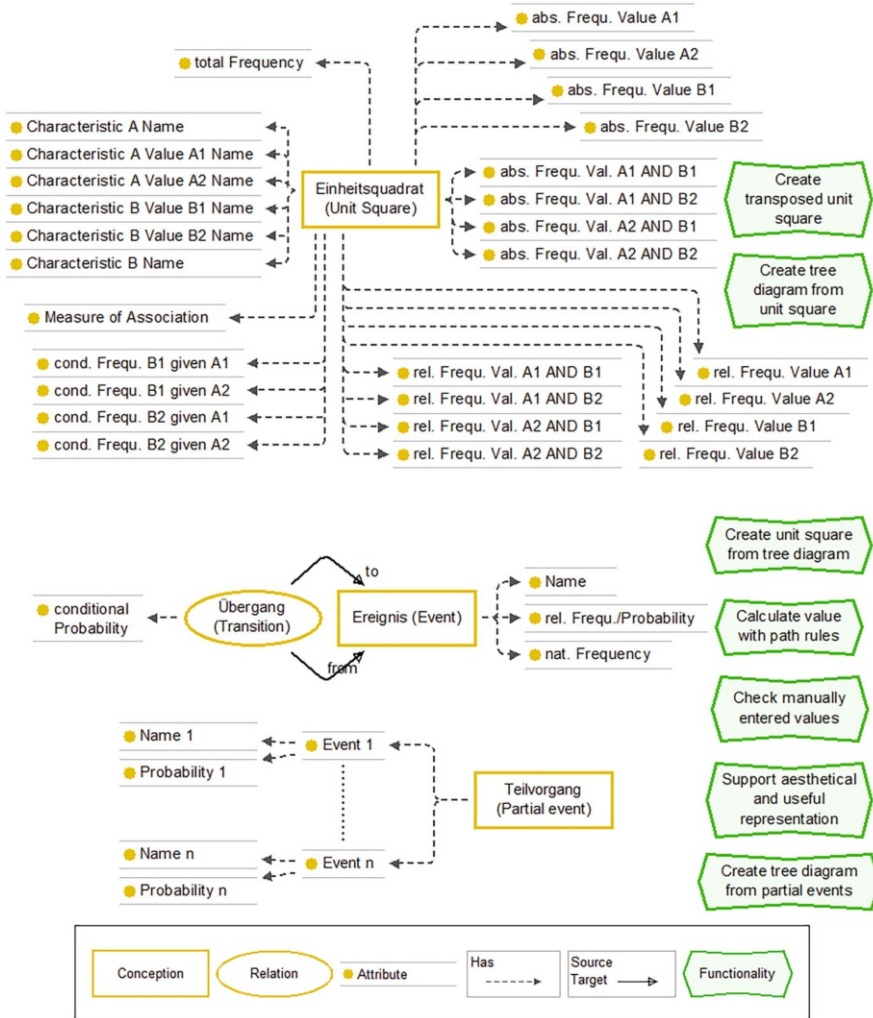 abs. Frequ. Value A1
abs. Frequ. Value A2
total Frequency
abs. Frequ. Value B1
abs. Frequ. Value B2
Characteristic A Name
Characteristic A Value A1 Name
Characteristic A Value A2 Name
Characteristic B Value B1 Name
Characteristic B Value B2 Name
Characteristic B Name
Einheitsquadrat
(Unit Square)
abs. Frequ. Val. A1 AND B1
abs. Frequ. Val. A1 AND B2
abs. Frequ. Val. A2 AND B1
abs. Frequ. Val. A2 AND B2
Create
transposed unit
square
Create tree
diagram from
unit square
Measure of Association
cond. Frequ. B1 given A1
cond. Frequ. B1 given A2
cond. Frequ. B2 given A1
cond. Frequ. B2 given A2
rel. Frequ. Val. A1 AND B1
rel. Frequ. Val. A1 AND B2
rel. Frequ. Val. A2 AND B1
rel. Frequ. Val. A2 AND B2
rel. Frequ. Value A1
rel. Frequ. Value A2
rel. Frequ. Value B1
rel. Frequ. Value B2
Create unit square
from tree diagram
conditional
Probability
Übergang
(Transition)
to
from
Ereignis (Event)
Name
rel. Frequ./Probability
nat. Frequency
Calculate value
with path rules
Check manually
entered values
Name 1
Probability 1
Event 1
Teilvorgang
(Partial event)
Support aesthetical
and useful
representation
Name n
Probability n
Event n
Create tree diagram
from partial events
Conception
Relation
Attribute
Has
Source
Target
Functionality